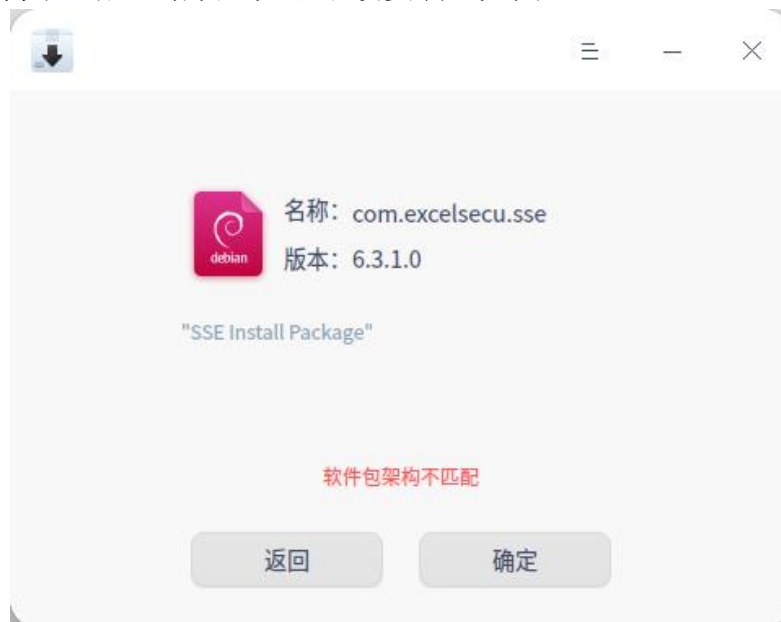 名称： com.excelsecu.sse
版本： 6.3.1.0
debian
"SSE Install Package"
软件包架构不匹配
返回
确定